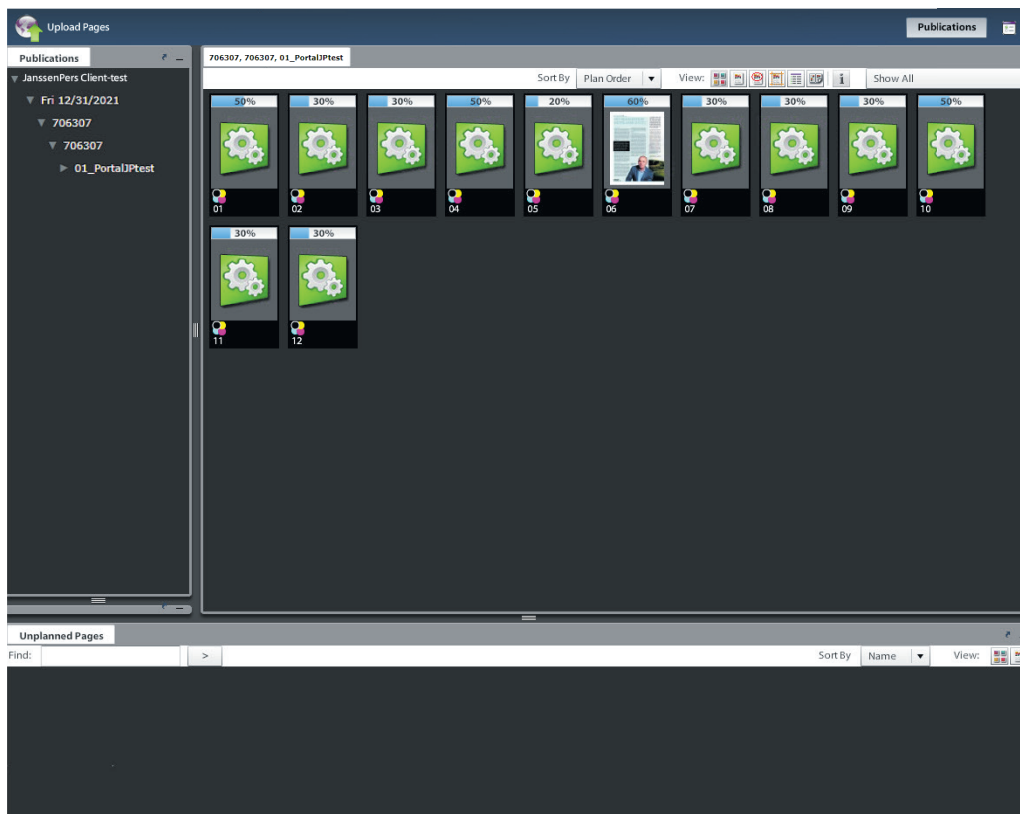 Upload Pages
Publications
Publications
706307, 706307, 01_PortalJPtest
JanssenPers Client-test
Sort By Plan Order View: i Show All
Fri 12/31/2021
706307
706307
01_PortalJPtest
50% 30% 30% 50% 20% 60% 30% 30% 30% 50%
01 02 03 04 05 06 07 08 09 10
30% 30%
11 12
Unplanned Pages
Find: > Sort By Name View: